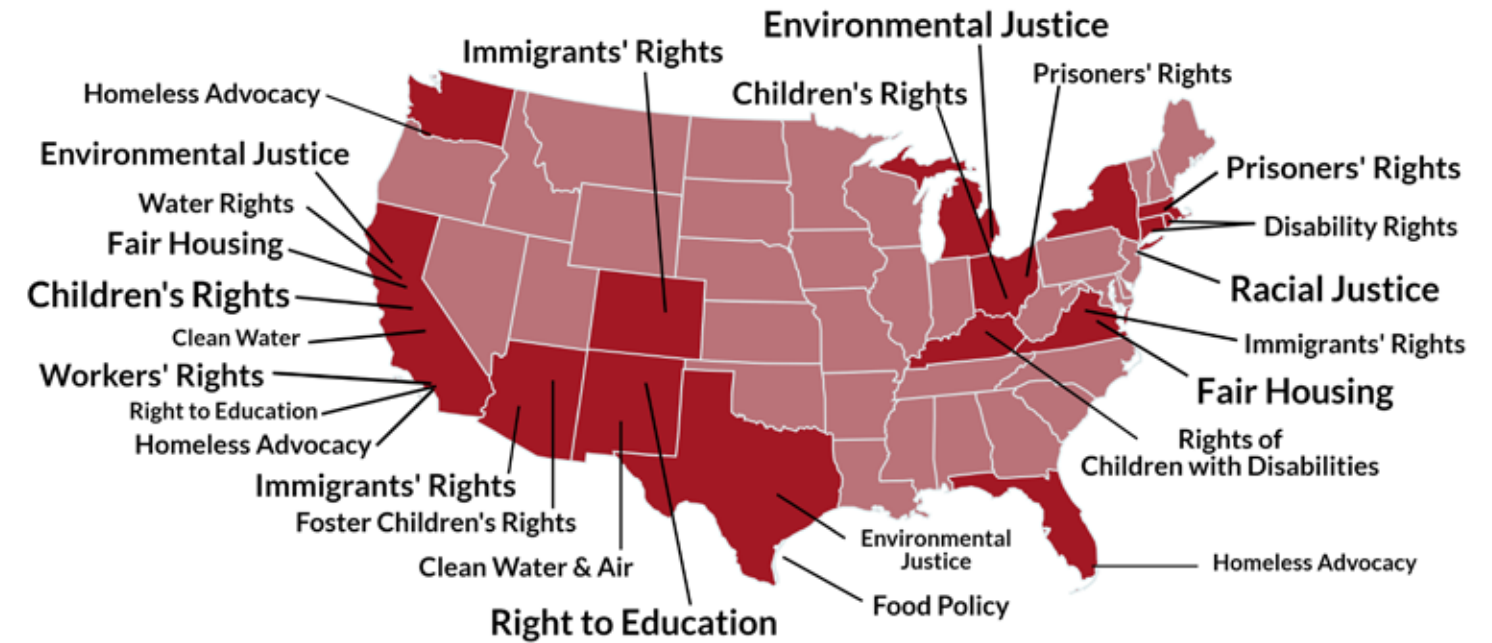 Environmental Justice
Immigrants' Rights
Prisoners' Rights
Children's Rights
Homeless Advocacy
Environmental Justice
Prisoners' Rights
Water Rights
Disability Rights
Fair Housing
Children's Rights
Racial Justice
Clean Water
Immigrants' Rights
Workers' Rights
Fair Housing
Right to Education
Homeless Advocacy
Rights of
Children with Disabilities
Immigrants' Rights
Foster Children's Rights
Environmental
Justice
Clean Water & Air
Homeless Advocacy
Food Policy
Right to Education